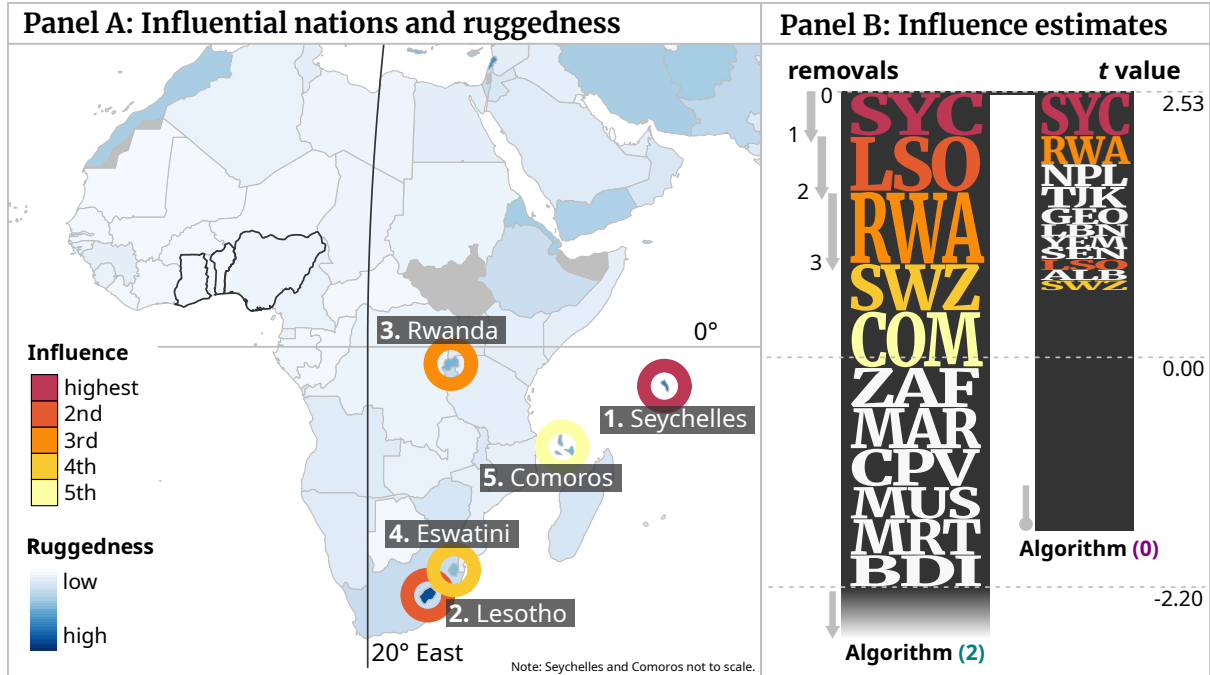 Panel A: Influential nations and ruggedness
3. Rwanda
0°
1. Seychelles
5. Comoros
4. Eswatini
2. Lesotho
20° East
Influence
highest
2nd
3rd
4th
5th
Ruggedness
low
high
Note: Seychelles and Comoros not to scale.
Panel B: Influence estimates
removals
t value
0
1
2
3
SYC
LSO
RWA
SWZ
COM
ZAF
MAR
CPV
MUS
MRT
BDI
Algorithm (2)
SYC
RWA
NPL
TJK
GEO
LBN
YEM
SEN
LSO
ALB
SWZ
Algorithm (0)
2.53
0.00
-2.20